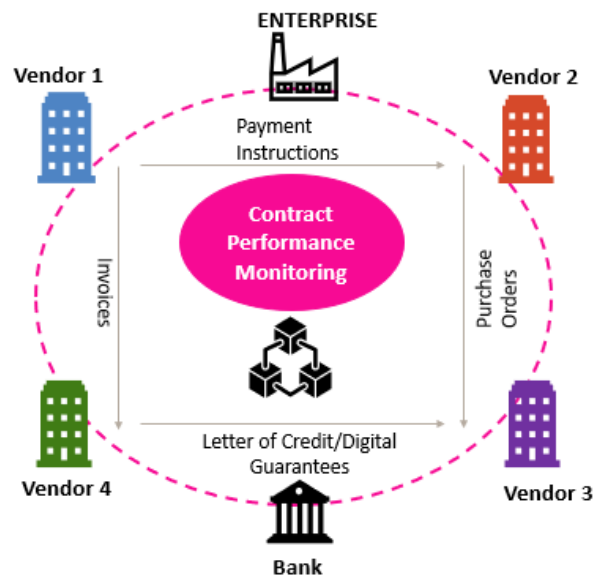 ENTERPRISE
Vendor 1
Vendor 2
Payment
Instructions
Contract
Performance
Monitoring
Invoices
Purchase
Orders
Letter of Credit/Digital
Guarantees
Vendor 4
Vendor 3
Bank